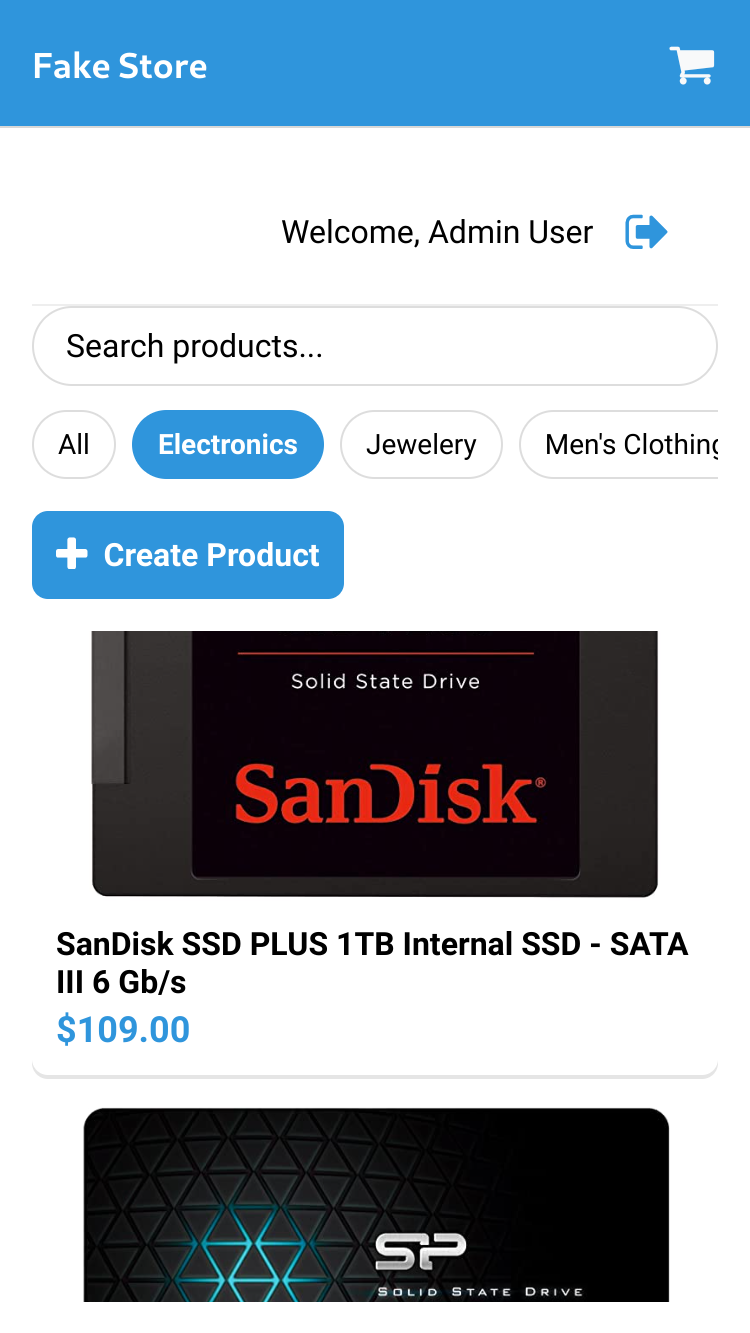 Fake Store
Welcome, Admin User
Search products...
All
Electronics
Jewelery
Men's Clothing
Create Product
Solid State Drive
SanDisk®
SanDisk SSD PLUS 1TB Internal SSD - SATA
III 6 Gb/s
$109.00
SP
SOLID STATE DRIVE